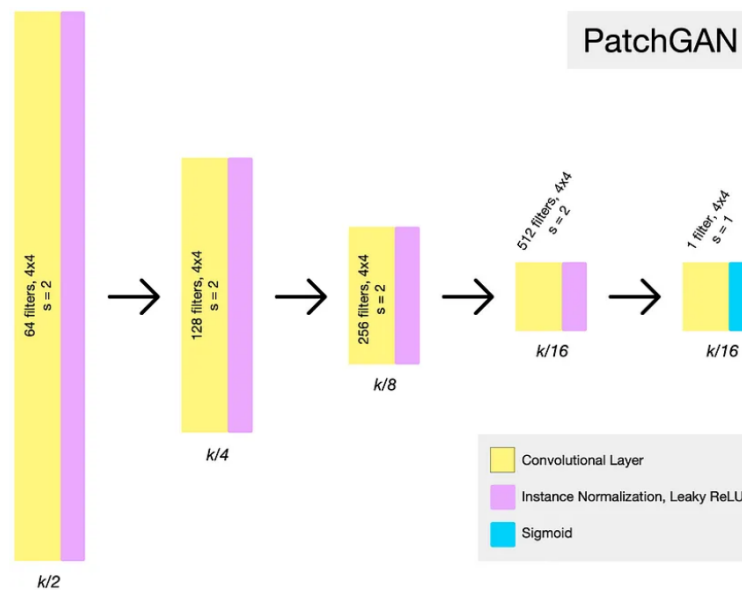 PatchGAN
64 filters, 4x4
s = 2
k/2
128 filters, 4x4
s = 2
k/4
256 filters, 4x4
s = 2
k/8
512 filters, 4x4
s = 2
k/16
1 filter, 4x4
s = 1
k/16
Convolutional Layer
Instance Normalization, Leaky ReLU
Sigmoid